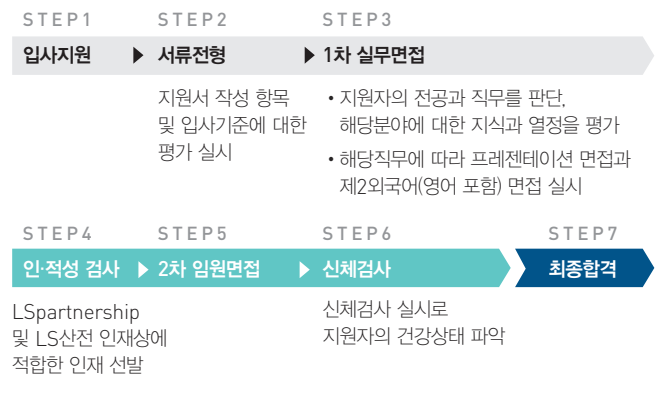 STEP1 STEP2 STEP3
입사지원 ▶ 서류전형 ▶ 1차 실무면접
지원서 작성 항목
및 입사기준에 대한
평가 실시
• 지원자의 전공과 직무를 판단,
해당분야에 대한 지식과 열정을 평가
• 해당직무에 따라 프레젠테이션 면접과
제2외국어(영어 포함) 면접 실시
STEP4 STEP5 STEP6 STEP7
인·적성 검사 ▶ 2차 임원면접 ▶ 신체검사 최종합격
LSpartnership
및 LS산전 인재상에
적합한 인재 선발
신체검사 실시로
지원자의 건강상태 파악